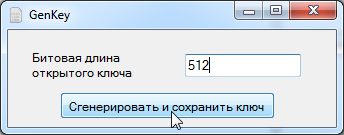 GenKey
Битовая длина
открытого ключа
512
Сгенерировать и сохранить ключ